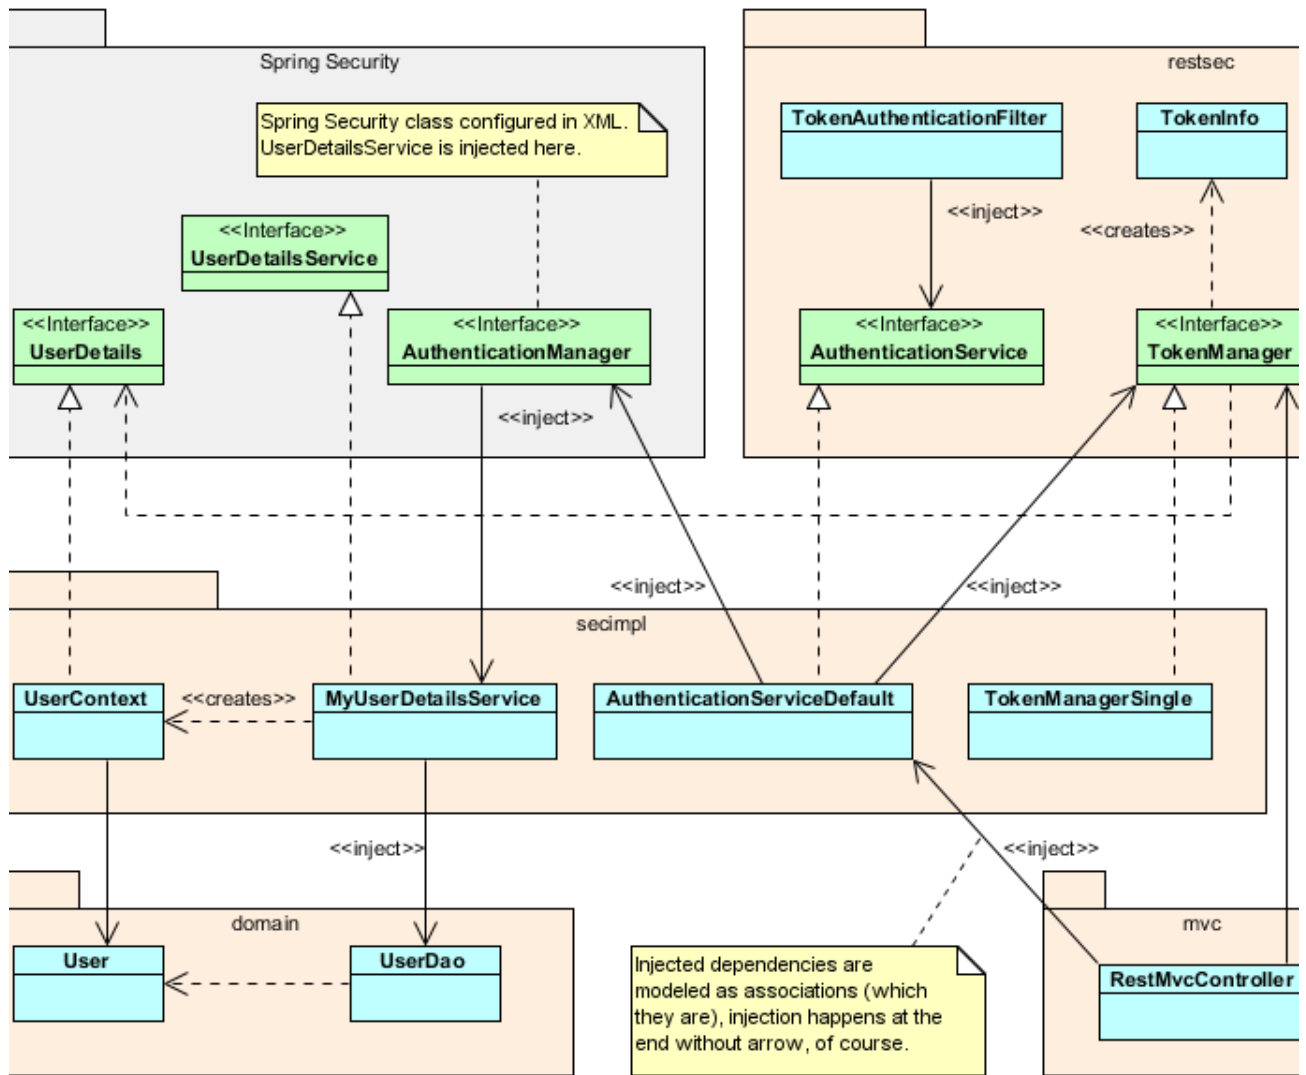 Spring Security
restsec
Spring Security class configured in XML.
UserDetailsService is injected here.
TokenAuthenticationFilter
TokenInfo
<<inject>>
<<creates>>
<<Interface>>
UserDetailsService
<<Interface>>
UserDetails
<<Interface>>
AuthenticationManager
<<Interface>>
AuthenticationService
<<Interface>>
TokenManager
<<inject>>
<<inject>>
<<inject>>
secimpl
UserContext
<<creates>>
MyUserDetailsService
AuthenticationServiceDefault
TokenManagerSingle
<<inject>>
<<inject>>
domain
mvc
User
UserDao
Injected dependencies are
modeled as associations (which
they are), injection happens at the
end without arrow, of course.
RestMvcController